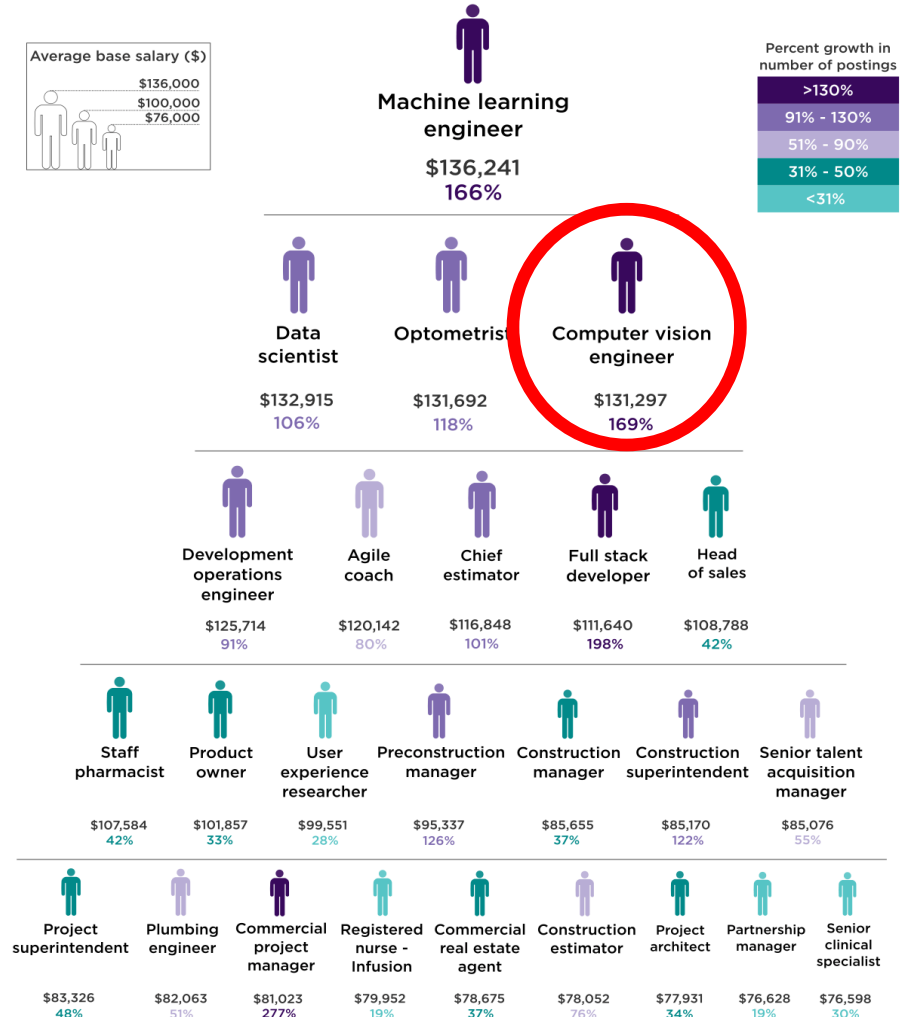 Average base salary ($)
$136,000
$100,000
$76,000
Percent growth in
number of postings
>130%
91% - 130%
51% - 90%
31% - 50%
<31%
Machine learning
engineer
$136,241
166%
Data
scientist
$132,915
106%
Optometrist
$131,692
118%
Computer vision
engineer
$131,297
169%
Development
operations
engineer
$125,714
91%
Agile
coach
$120,142
80%
Chief
estimator
$116,848
101%
Full stack
developer
$111,640
198%
Head
of sales
$108,788
42%
Staff
pharmacist
$107,584
42%
Product
owner
$101,857
33%
User
experience
researcher
$99,551
28%
Preconstruction
manager
$95,337
126%
Construction
manager
$85,655
37%
Construction
superintendent
$85,170
122%
Senior talent
acquisition
manager
$85,076
55%
Project
superintendent
$83,326
48%
Plumbing
engineer
$82,063
51%
Commercial
project
manager
$81,023
277%
Registered
nurse -
Infusion
$79,952
19%
Commercial
real estate
agent
$78,675
37%
Construction
estimator
$78,052
76%
Project
architect
$77,931
34%
Partnership
manager
$76,628
19%
Senior
clinical
specialist
$76,598
30%